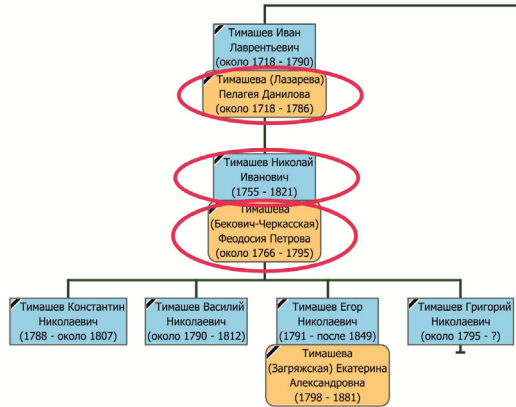 Тимашев Иван
Лаврентьевич
(около 1718 - 1790)
Тимашева (Лазарева)
Пелагея Данилова
(около 1718 - 1786)
Тимашев Николай
Иванович
(1755 - 1821)
Тимашева
(Бекович-Черкасская)
Феодосия Петрова
(около 1766 - 1795)
Тимашев Константин
Николаевич
(1788 - около 1807)
Тимашев Василий
Николаевич
(около 1790 - 1812)
Тимашев Егор
Николаевич
(1791 - после 1849)
Тимашева
(Загряжская) Екатерина
Александровна
(1798 - 1881)
Тимашев Григорий
Николаевич
(около 1795 - ?)